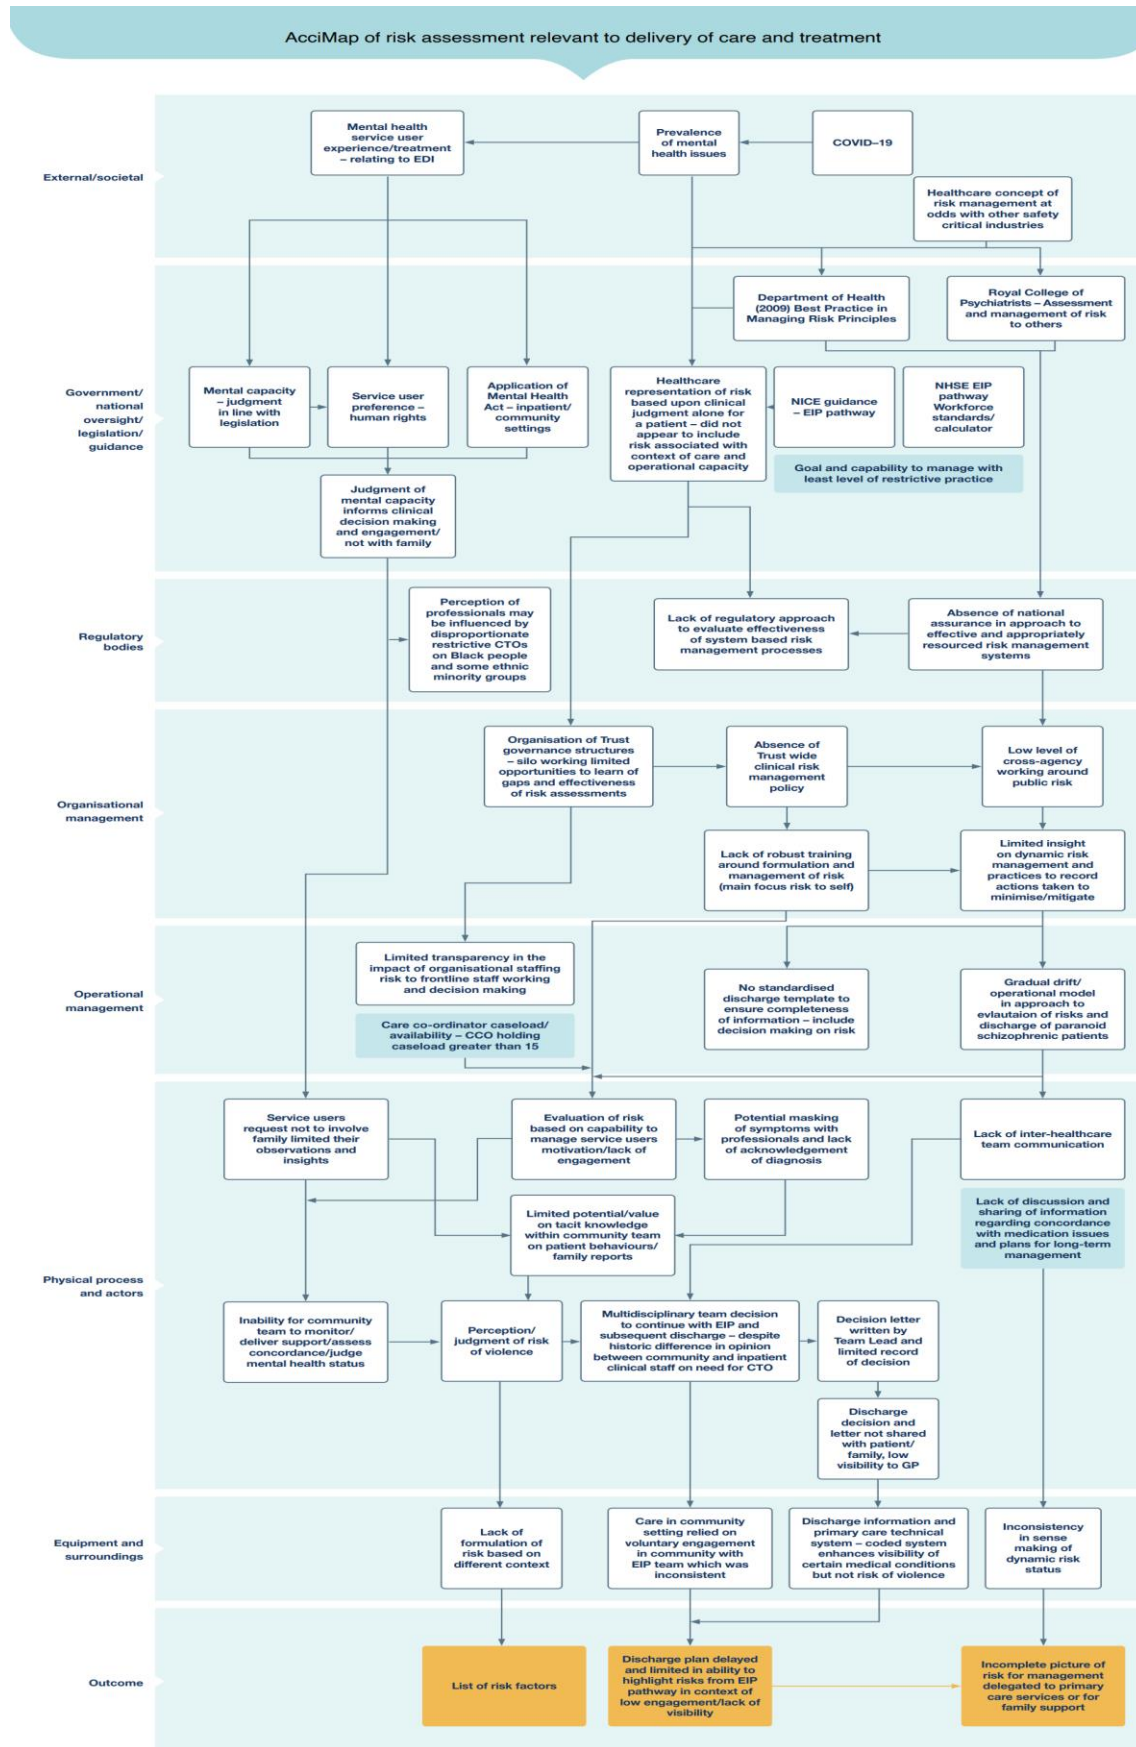 AcciMap of risk assessment relevant to delivery of care and treatment
External/societal
Mental health
service user
experience/treatment
– relating to EDI
Prevalence
of mental
health issues
COVID–19
Healthcare concept of
risk management at
odds with other safety
critical industries
Government/
national
oversight/
legislation/
guidance
Department of Health
(2009) Best Practice in
Managing Risk Principles
Royal College of
Psychiatrists – Assessment
and management of risk
to others
Mental capacity
– judgment
in line with
legislation
Service user
preference –
human rights
Application of
Mental Health
Act – inpatient/
community
settings
Healthcare
representation of risk
based upon clinical
judgment alone for
a patient – did not
appear to include
risk associated with
context of care and
operational capacity
NICE guidance
– EIP pathway
NHSE EIP
pathway
Workforce
standards/
calculator
Goal and capability to manage with
least level of restrictive practice
Judgment of
mental capacity
informs clinical
decision making
and engagement/
not with family
Regulatory
bodies
Perception of
professionals may
be influenced by
disproportionate
restrictive CTOs
on Black people
and some ethnic
minority groups
Lack of regulatory approach
to evaluate effectiveness
of system based risk
management processes
Absence of national
assurance in approach to
effective and appropriately
resourced risk management
systems
Organisational
management
Organisation of Trust
governance structures
– silo working limited
opportunities to learn of
gaps and effectiveness
of risk assessments
Absence of
Trust wide
clinical risk
management
policy
Low level of
cross-agency
working around
public risk
Lack of robust training
around formulation and
management of risk
(main focus risk to self)
Limited insight
on dynamic risk
management and
practices to record
actions taken to
minimise/mitigate
Operational
management
Limited transparency in the
impact of organisational staffing
risk to frontline staff working
and decision making
Care co-ordinator caseload/
availability – CCO holding
caseload greater than 15
No standardised
discharge template to
ensure completeness
of information – include
decision making on risk
Gradual drift/
operational model
in approach to
evlautaion of risks and
discharge of paranoid
schizophrenic patients
Physical process
and actors
Service users
request not to involve
family limited their
observations and
insights
Evaluation of risk
based on capability to
manage service users
motivation/lack of
engagement
Potential masking
of symptoms with
professionals and lack
of acknowledgement
of diagnosis
Lack of inter-healthcare
team communication
Lack of discussion and
sharing of information
regarding concordance
with medication issues
and plans for long-term
management
Limited potential/value
on tacit knowledge
within community team
on patient behaviours/
family reports
Inability for community
team to monitor/
deliver support/assess
concordance/judge
mental health status
Perception/
judgment of risk
of violence
Multidisciplinary team decision
to continue with EIP and
subsequent discharge – despite
historic difference in opinion
between community and inpatient
clinical staff on need for CTO
Decision letter
written by
Team Lead and
limited record
of decision
Discharge
decision and
letter not shared
with patient/
family, low
visibility to GP
Equipment and
surroundings
Lack of
formulation of
risk based on
different context
Care in community
setting relied on
voluntary engagement
in community with
EIP team which was
inconsistent
Discharge information and
primary care technical
system – coded system
enhances visibility of
certain medical conditions
but not risk of violence
Inconsistency
in sense
making of
dynamic risk
status
Outcome
List of risk factors
Discharge plan delayed
and limited in ability to
highlight risks from EIP
pathway in context of
low engagement/lack of
visibility
Incomplete picture of
risk for management
delegated to primary
care services or for
family support